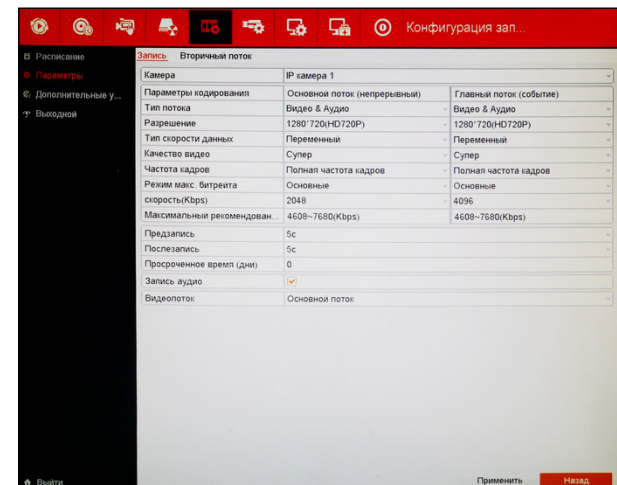 Конфигурация зап...
Расписание
Параметры
Дополнительные у...
Выходной
Выйти
Запись Вторичный поток
Камера IP камера 1
Параметры кодирования Основной поток (непрерывный) Главный поток (событие)
Тип потока Видео & Аудио Видео & Аудио
Разрешение 1280*720(HD720P) 1280*720(HD720P)
Тип скорости данных Переменный Переменный
Качество видео Супер Супер
Частота кадров Полная частота кадров Полная частота кадров
Режим макс. битрейта Основные Основные
скорость(Kbps) 2048 4096
Максимальный рекомендован... 4608~7680(Kbps) 4608~7680(Kbps)
Предзапись 5с
Послезапись 5с
Просроченное время (дни) 0
Запись аудио
Видеопоток Основной поток
Применить Назад